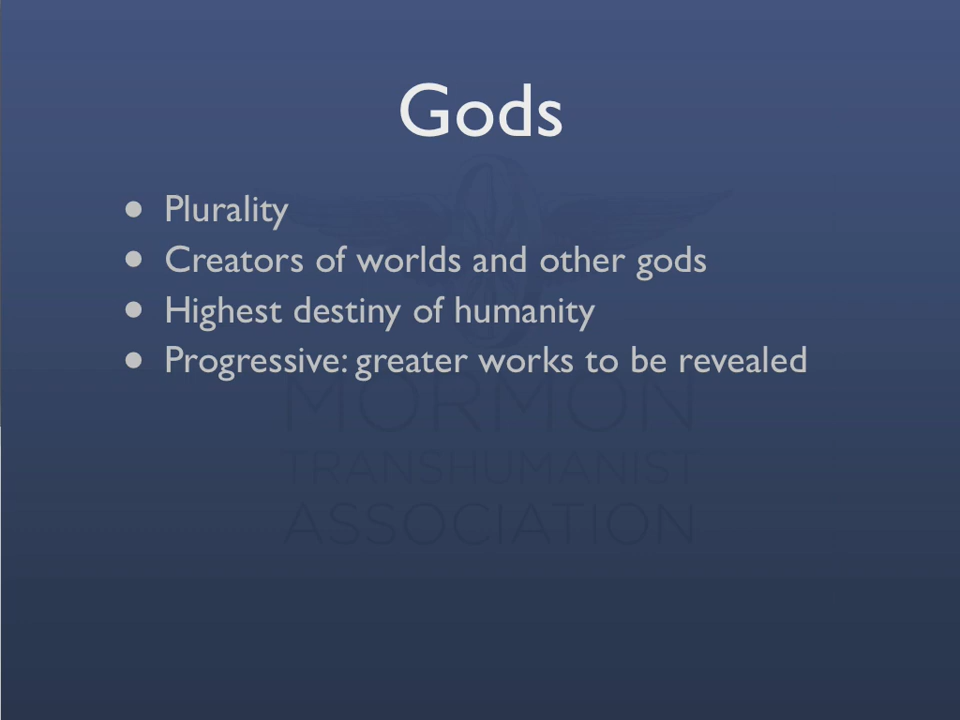 Gods
• Plurality
• Creators of worlds and other gods
• Highest destiny of humanity
• Progressive: greater works to be revealed
MORMON
TRANSHUMANIST
ASSOCIATION